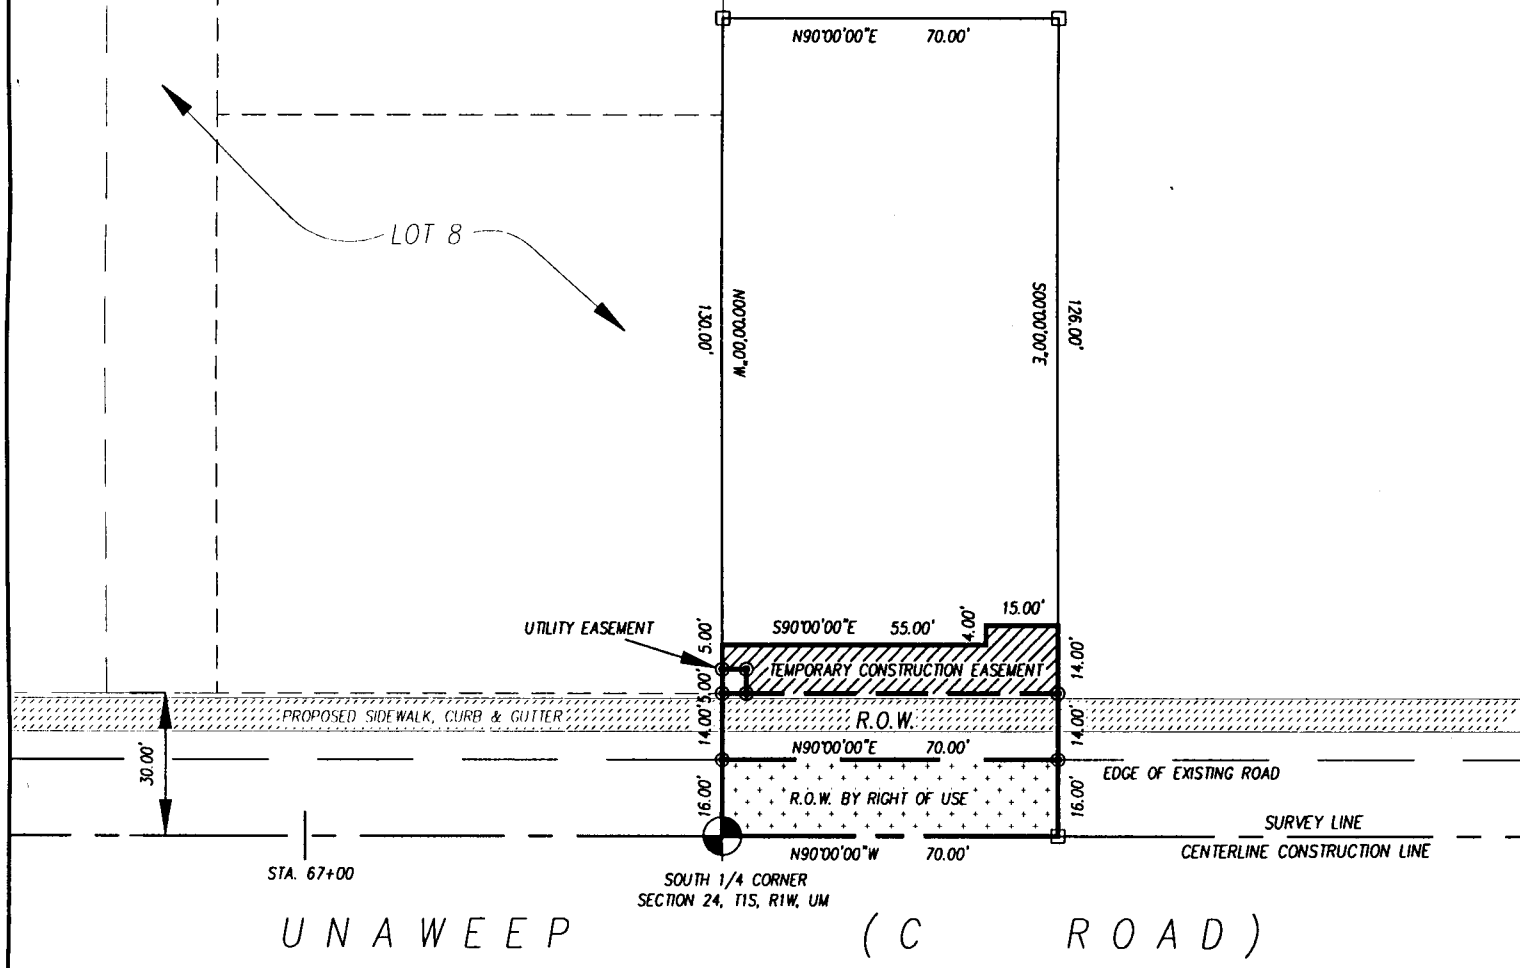 N90°00'00"E 70.00'
LOT 8
130.00'
N00°00'00"W
S00°00'00"E
126.00'
UTILITY EASEMENT
5.00'
S90°00'00"E 55.00'
4.00'
15.00'
TEMPORARY CONSTRUCTION EASEMENT
14.00'
5.00'
PROPOSED SIDEWALK, CURB & GUTTER
R.O.W.
14.00'
14.00'
30.00'
N90°00'00"E 70.00'
EDGE OF EXISTING ROAD
16.00'
R.O.W. BY RIGHT OF USE
16.00'
SURVEY LINE
N90°00'00"W 70.00'
CENTERLINE CONSTRUCTION LINE
STA. 67+00
SOUTH 1/4 CORNER
SECTION 24, T1S, R1W, UM
UNAWEEP (C ROAD)